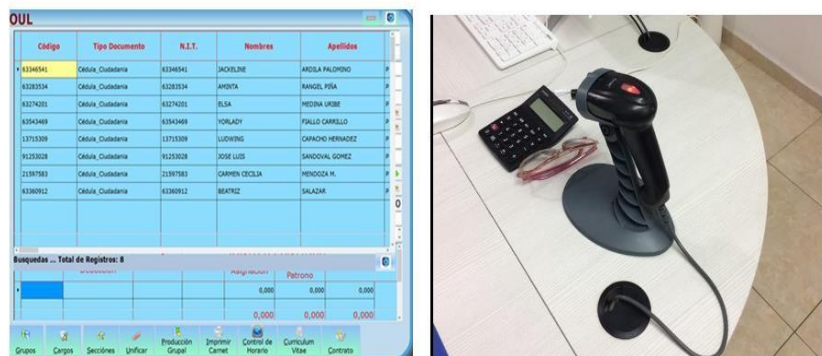 OUL
Código Tipo Documento N.I.T. Nombres Apellidos
63346541 Cédula_Ciudadania 63346541 JACKELINE ARDILA PALOMINO P
63283534 Cédula_Ciudadania 63283534 AMINTA RANGEL PIÑA P
63274201 Cédula_Ciudadania 63274201 ELSA MEDINA URIBE P
63543469 Cédula_Ciudadania 63543469 YORLADY FIALLO CARRILLO P
13715309 Cédula_Ciudadania 13715309 LUDWING CAPACHO HERNADEZ P
91253028 Cédula_Ciudadania 91253028 JOSE LUIS SANDOVAL GOMEZ P
21597583 Cédula_Ciudadania 21597583 CARMEN CECILIA MENDOZA M. P
63360912 Cédula_Ciudadania 63360912 BEATRIZ SALAZAR P
Busquedas ... Total de Registros: 8
Asignación Patrono
0,000 0,000 0,000
0,000 0,000 0,000
Grupos Cargos Secciónes Unificar Producción Grupal Imprimir Carnet Control de Horario Curriculum Vitae Contrato